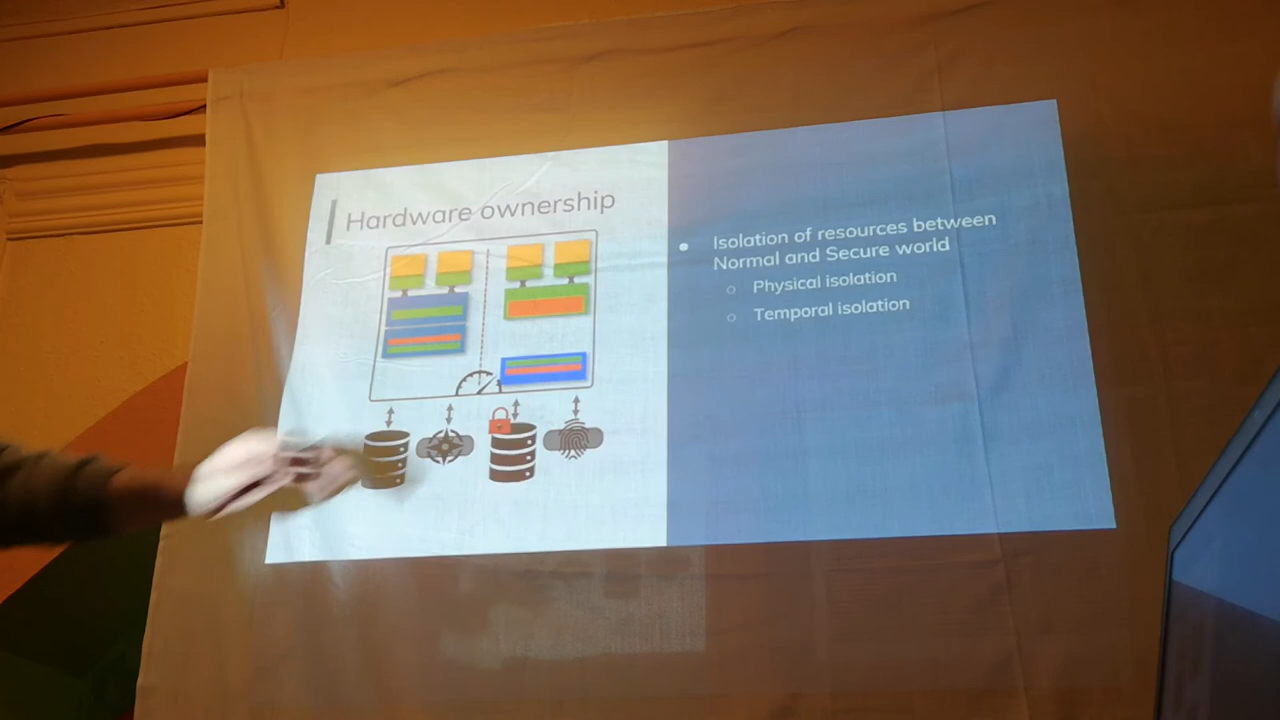 Hardware ownership
Isolation of resources between
Normal and Secure world
Physical isolation
Temporal isolation